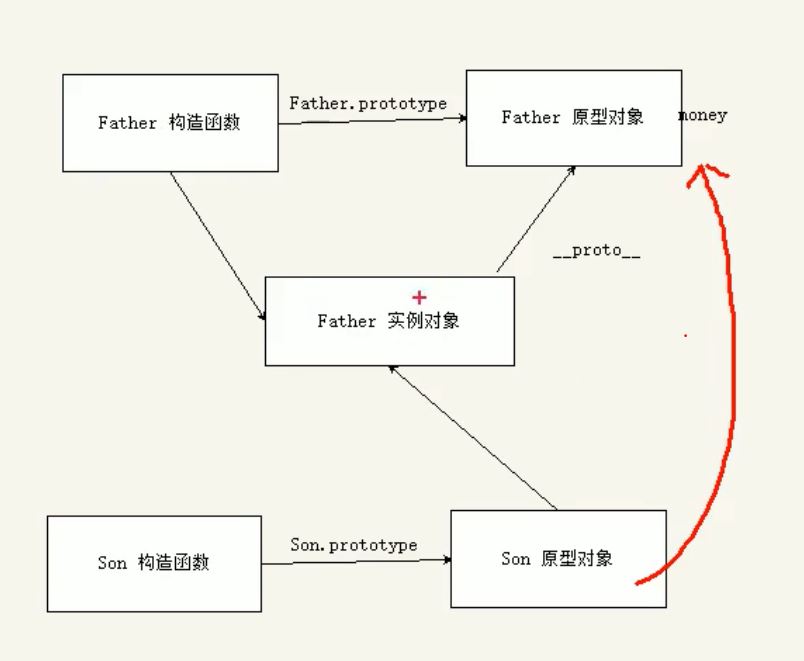 Father.prototype
Father 构造函数
Father 原型对象
money
__proto__
Father 实例对象
Son.prototype
Son 构造函数
Son 原型对象